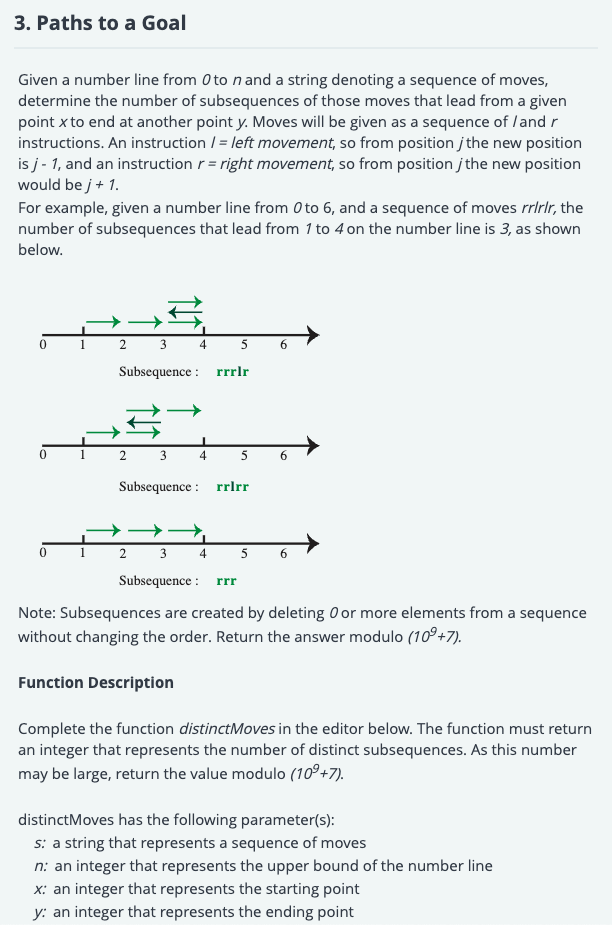 3. Paths to a Goal
Given a number line from 0 to n and a string denoting a sequence of moves,
determine the number of subsequences of those moves that lead from a given
point x to end at another point y. Moves will be given as a sequence of l and r
instructions. An instruction l = left movement, so from position j the new position
is j - 1, and an instruction r = right movement, so from position j the new position
would be j + 1.
For example, given a number line from 0 to 6, and a sequence of moves rrlrlr, the
number of subsequences that lead from 1 to 4 on the number line is 3, as shown
below.
0 1 2 3 4 5 6
Subsequence : rrrlr
0 1 2 3 4 5 6
Subsequence : rrlrr
0 1 2 3 4 5 6
Subsequence : rrr
Note: Subsequences are created by deleting 0 or more elements from a sequence
without changing the order. Return the answer modulo (10⁹+7).
Function Description
Complete the function distinctMoves in the editor below. The function must return
an integer that represents the number of distinct subsequences. As this number
may be large, return the value modulo (10⁹+7).
distinctMoves has the following parameter(s):
s: a string that represents a sequence of moves
n: an integer that represents the upper bound of the number line
x: an integer that represents the starting point
y: an integer that represents the ending point